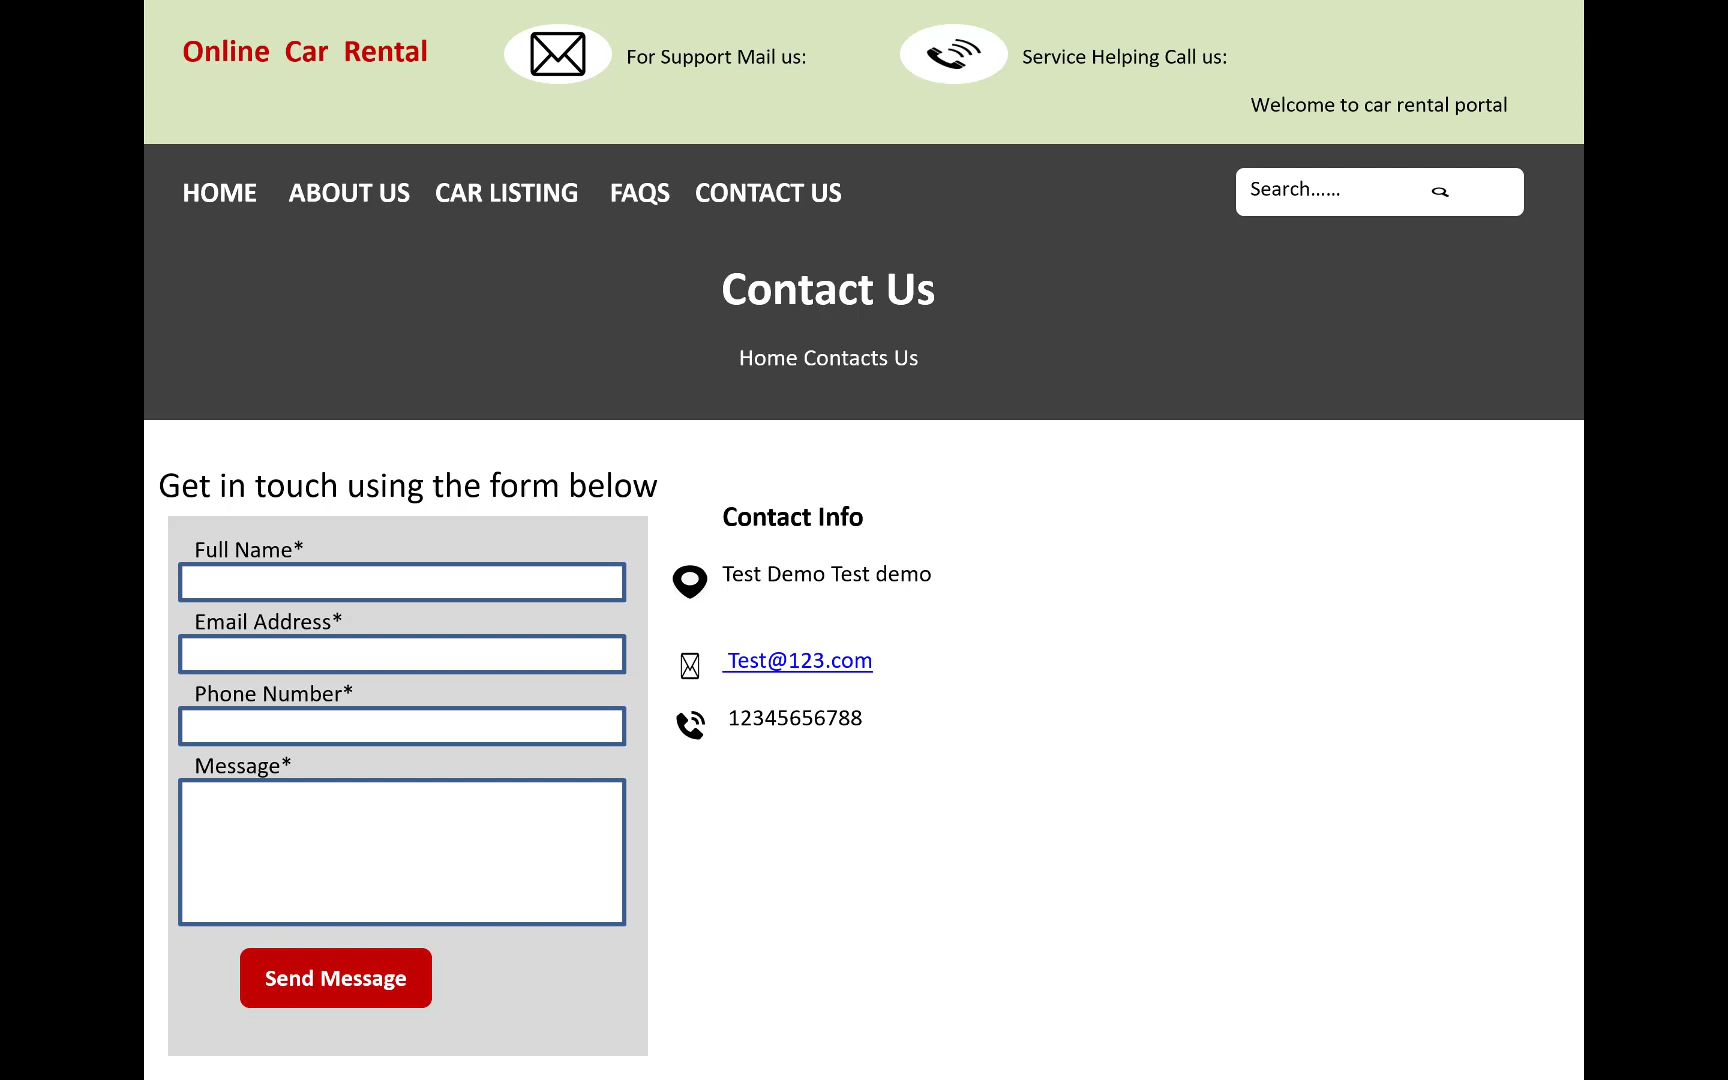 Online Car Rental
For Support Mail us:
Service Helping Call us:
Welcome to car rental portal
HOME ABOUT US CAR LISTING FAQS CONTACT US
Search......
Contact Us
Home Contacts Us
Get in touch using the form below
Full Name*
Email Address*
Phone Number*
Message*
Send Message
Contact Info
Test Demo Test demo
Test@123.com
12345656788